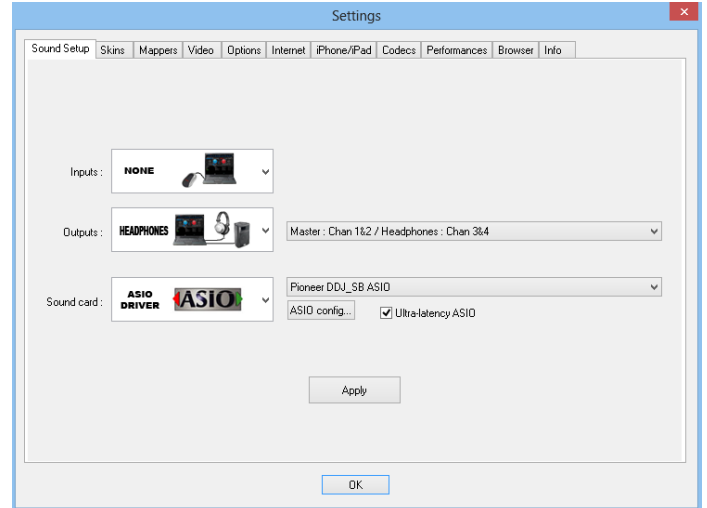 Settings
Sound Setup Skins Mappers Video Options Internet iPhone/iPad Codecs Performances Browser Info
Inputs : NONE
Outputs : HEADPHONES Master : Chan 1&2 / Headphones : Chan 3&4
Pioneer DDJ_SB ASIO
Sound card : ASIO DRIVER ASIO
ASIO config... Ultra-latency ASIO
Apply
OK